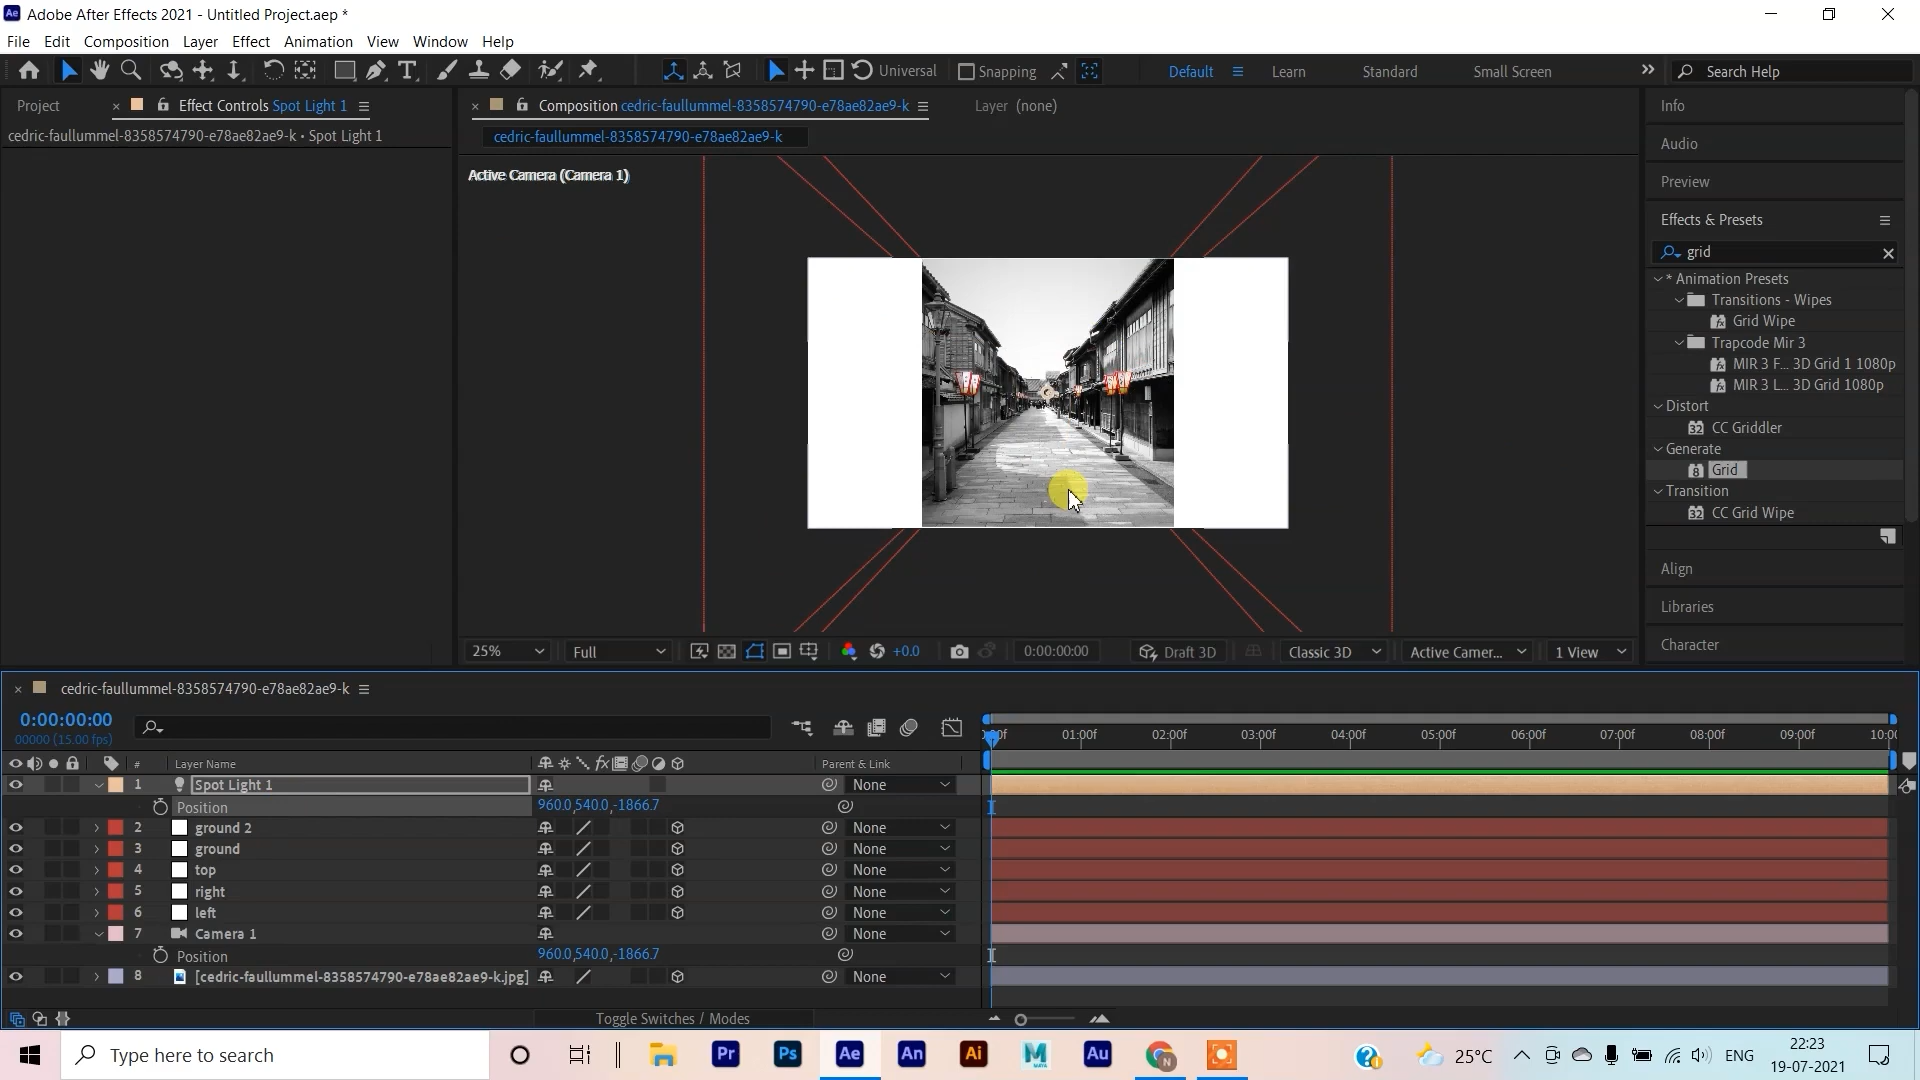 Adobe After Effects 2021 - Untitled Project.aep *
File Edit Composition Layer Effect Animation View Window Help
Universal Snapping Default Learn Standard Small Screen Search Help
Project Effect Controls Spot Light 1 Composition cedric-faullummel-8358574790-e78ae82ae9-k Layer (none) Info
cedric-faullummel-8358574790-e78ae82ae9-k • Spot Light 1 cedric-faullummel-8358574790-e78ae82ae9-k
Audio
Active Camera (Camera 1)
Preview
Effects & Presets
grid
* Animation Presets
Transitions - Wipes
Grid Wipe
Trapcode Mir 3
MIR 3 F... 3D Grid 1 1080p
MIR 3 L... 3D Grid 1080p
Distort
CC Griddler
Generate
Grid
Transition
CC Grid Wipe
Align
Libraries
Character
25% Full +0.0 0:00:00:00 Draft 3D Classic 3D Active Camer... 1 View
cedric-faullummel-8358574790-e78ae82ae9-k
0:00:00:00
00000 (15.00 fps)
01:00f 02:00f 03:00f 04:00f 05:00f 06:00f 07:00f 08:00f 09:00f
# Layer Name Parent & Link
1 Spot Light 1 None
Position 960.0,540.0,-1866.7
2 ground 2 None
3 ground None
4 top None
5 right None
6 left None
7 Camera 1 None
Position 960.0,540.0,-1866.7
8 [cedric-faullummel-8358574790-e78ae82ae9-k.jpg] None
Toggle Switches / Modes
Type here to search Pr Ps Ae An Ai M Au N 25°C ENG 22:23
19-07-2021